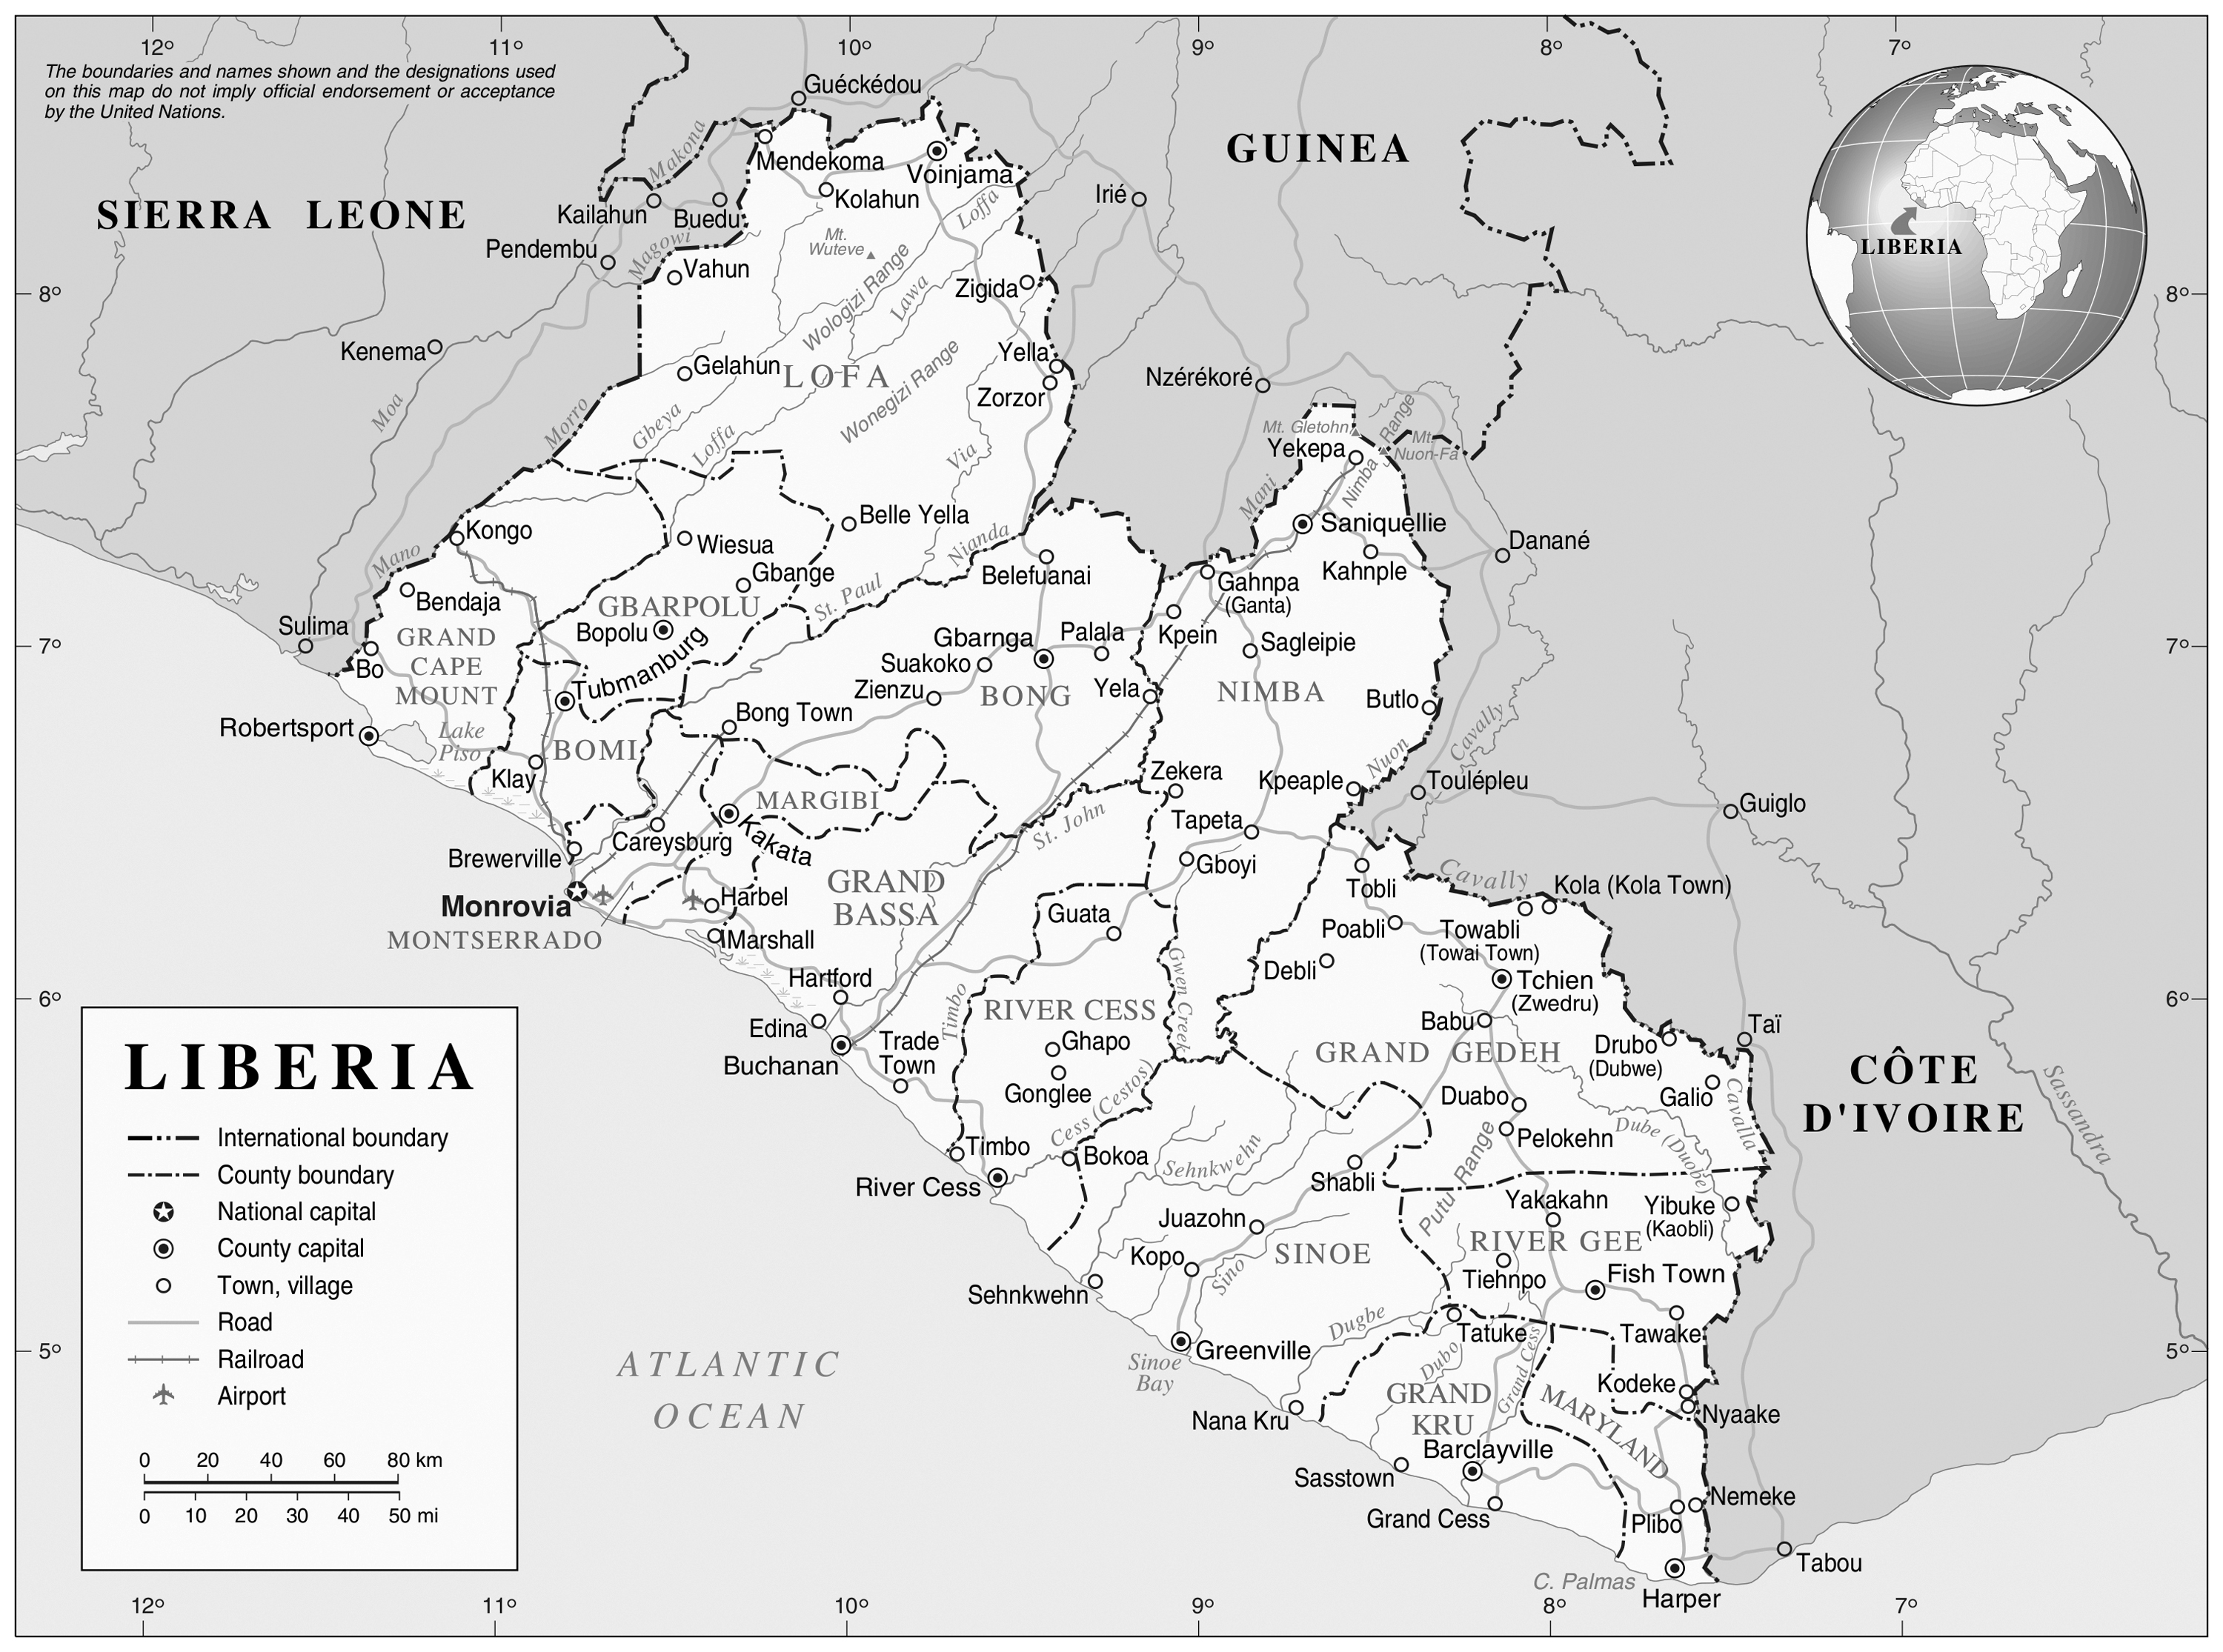 12° 11° 10° 9° 8° 7°
The boundaries and names shown and the designations used
on this map do not imply official endorsement or acceptance
by the United Nations.
Guéckédou
Makona
Mendekoma
Voinjama
GUINEA
SIERRA LEONE
Kailahun
Buedu
Kolahun
Loffa
Irié
Pendembu
Magowi
Mt.
Wuteve
LIBERIA
Vahun
Zigida
8°
8°
Wologizi Range
Lawa
Kenema
Gelahun
LOFA
Yella
Zorzor
Wonegizi Range
Nzérékoré
Moa
Morro
Gbeya
Loffa
Via
Mt. Gletohn
Range
Mt.
Nuon-Fa
Yekepa
Nimba
Mani
Kongo
Belle Yella
Wiesua
Nianda
Saniquellie
Danané
Mano
Gbange
Belefuanai
Kahnple
Gahnpa
(Ganta)
Bendaja
GBARPOLU
St. Paul
Sulima
Bopolu
Tubmanburg
Gbarnga
Palala
Kpein
Sagleipie
7°
7°
GRAND
CAPE
MOUNT
Bo
Suakoko
Zienzu
BONG
Yela
NIMBA
Butlo
Robertsport
Lake
Piso
Bong Town
BOMI
Klay
Nuon
Cavally
Zekera
Kpeaple
Toulépleu
MARGIBI
Guiglo
Careysburg
Kakata
St. John
Tapeta
Brewerville
Gboyi
Tobli
Cavally
Kola (Kola Town)
Monrovia
Harbel
GRAND
BASSA
MONTSERRADO
Marshall
Guata
Poabli
Towabli
(Towai Town)
Debli
Gwen Creek
Hartford
Tchien
(Zwedru)
6°
6°
Timbo
RIVER CESS
Edina
Buchanan
Trade
Town
Babu
Taï
Ghapo
GRAND GEDEH
Drubo
(Dubwe)
CÔTE
D'IVOIRE
Gonglee
Duabo
Galio
Cavalla
Sassandra
Cess (Cestos)
Pelokehn
Dube (Duobe)
Timbo
Bokoa
Sehnkwehn
Shabli
River Cess
Putu Range
Yakakahn
Yibuke
(Kaobli)
Juazohn
RIVER GEE
SINOE
Kopo
Sino
Tiehnpo
Fish Town
Sehnkwehn
Dugbe
Tatuke
Tawake
5°
5°
Greenville
Sinoe
Bay
Dubo
Grand Cess
Kodeke
GRAND
KRU
MARYLAND
Nyaake
Nana Kru
Barclayville
Sasstown
Grand Cess
Nemeke
Plibo
Tabou
C. Palmas
Harper
ATLANTIC
OCEAN
LIBERIA
International boundary
County boundary
National capital
County capital
Town, village
Road
Railroad
Airport
0 20 40 60 80 km
0 10 20 30 40 50 mi
12° 11° 10° 9° 8° 7°